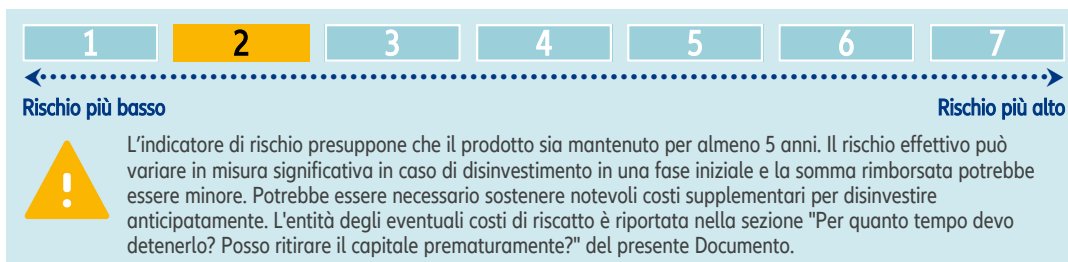 1 2 3 4 5 6 7
Rischio più basso Rischio più alto
!
L'indicatore di rischio presuppone che il prodotto sia mantenuto per almeno 5 anni. Il rischio effettivo può
variare in misura significativa in caso di disinvestimento in una fase iniziale e la somma rimborsata potrebbe
essere minore. Potrebbe essere necessario sostenere notevoli costi supplementari per disinvestire
anticipatamente. L'entità degli eventuali costi di riscatto è riportata nella sezione "Per quanto tempo devo
detenerlo? Posso ritirare il capitale prematuramente?" del presente Documento.